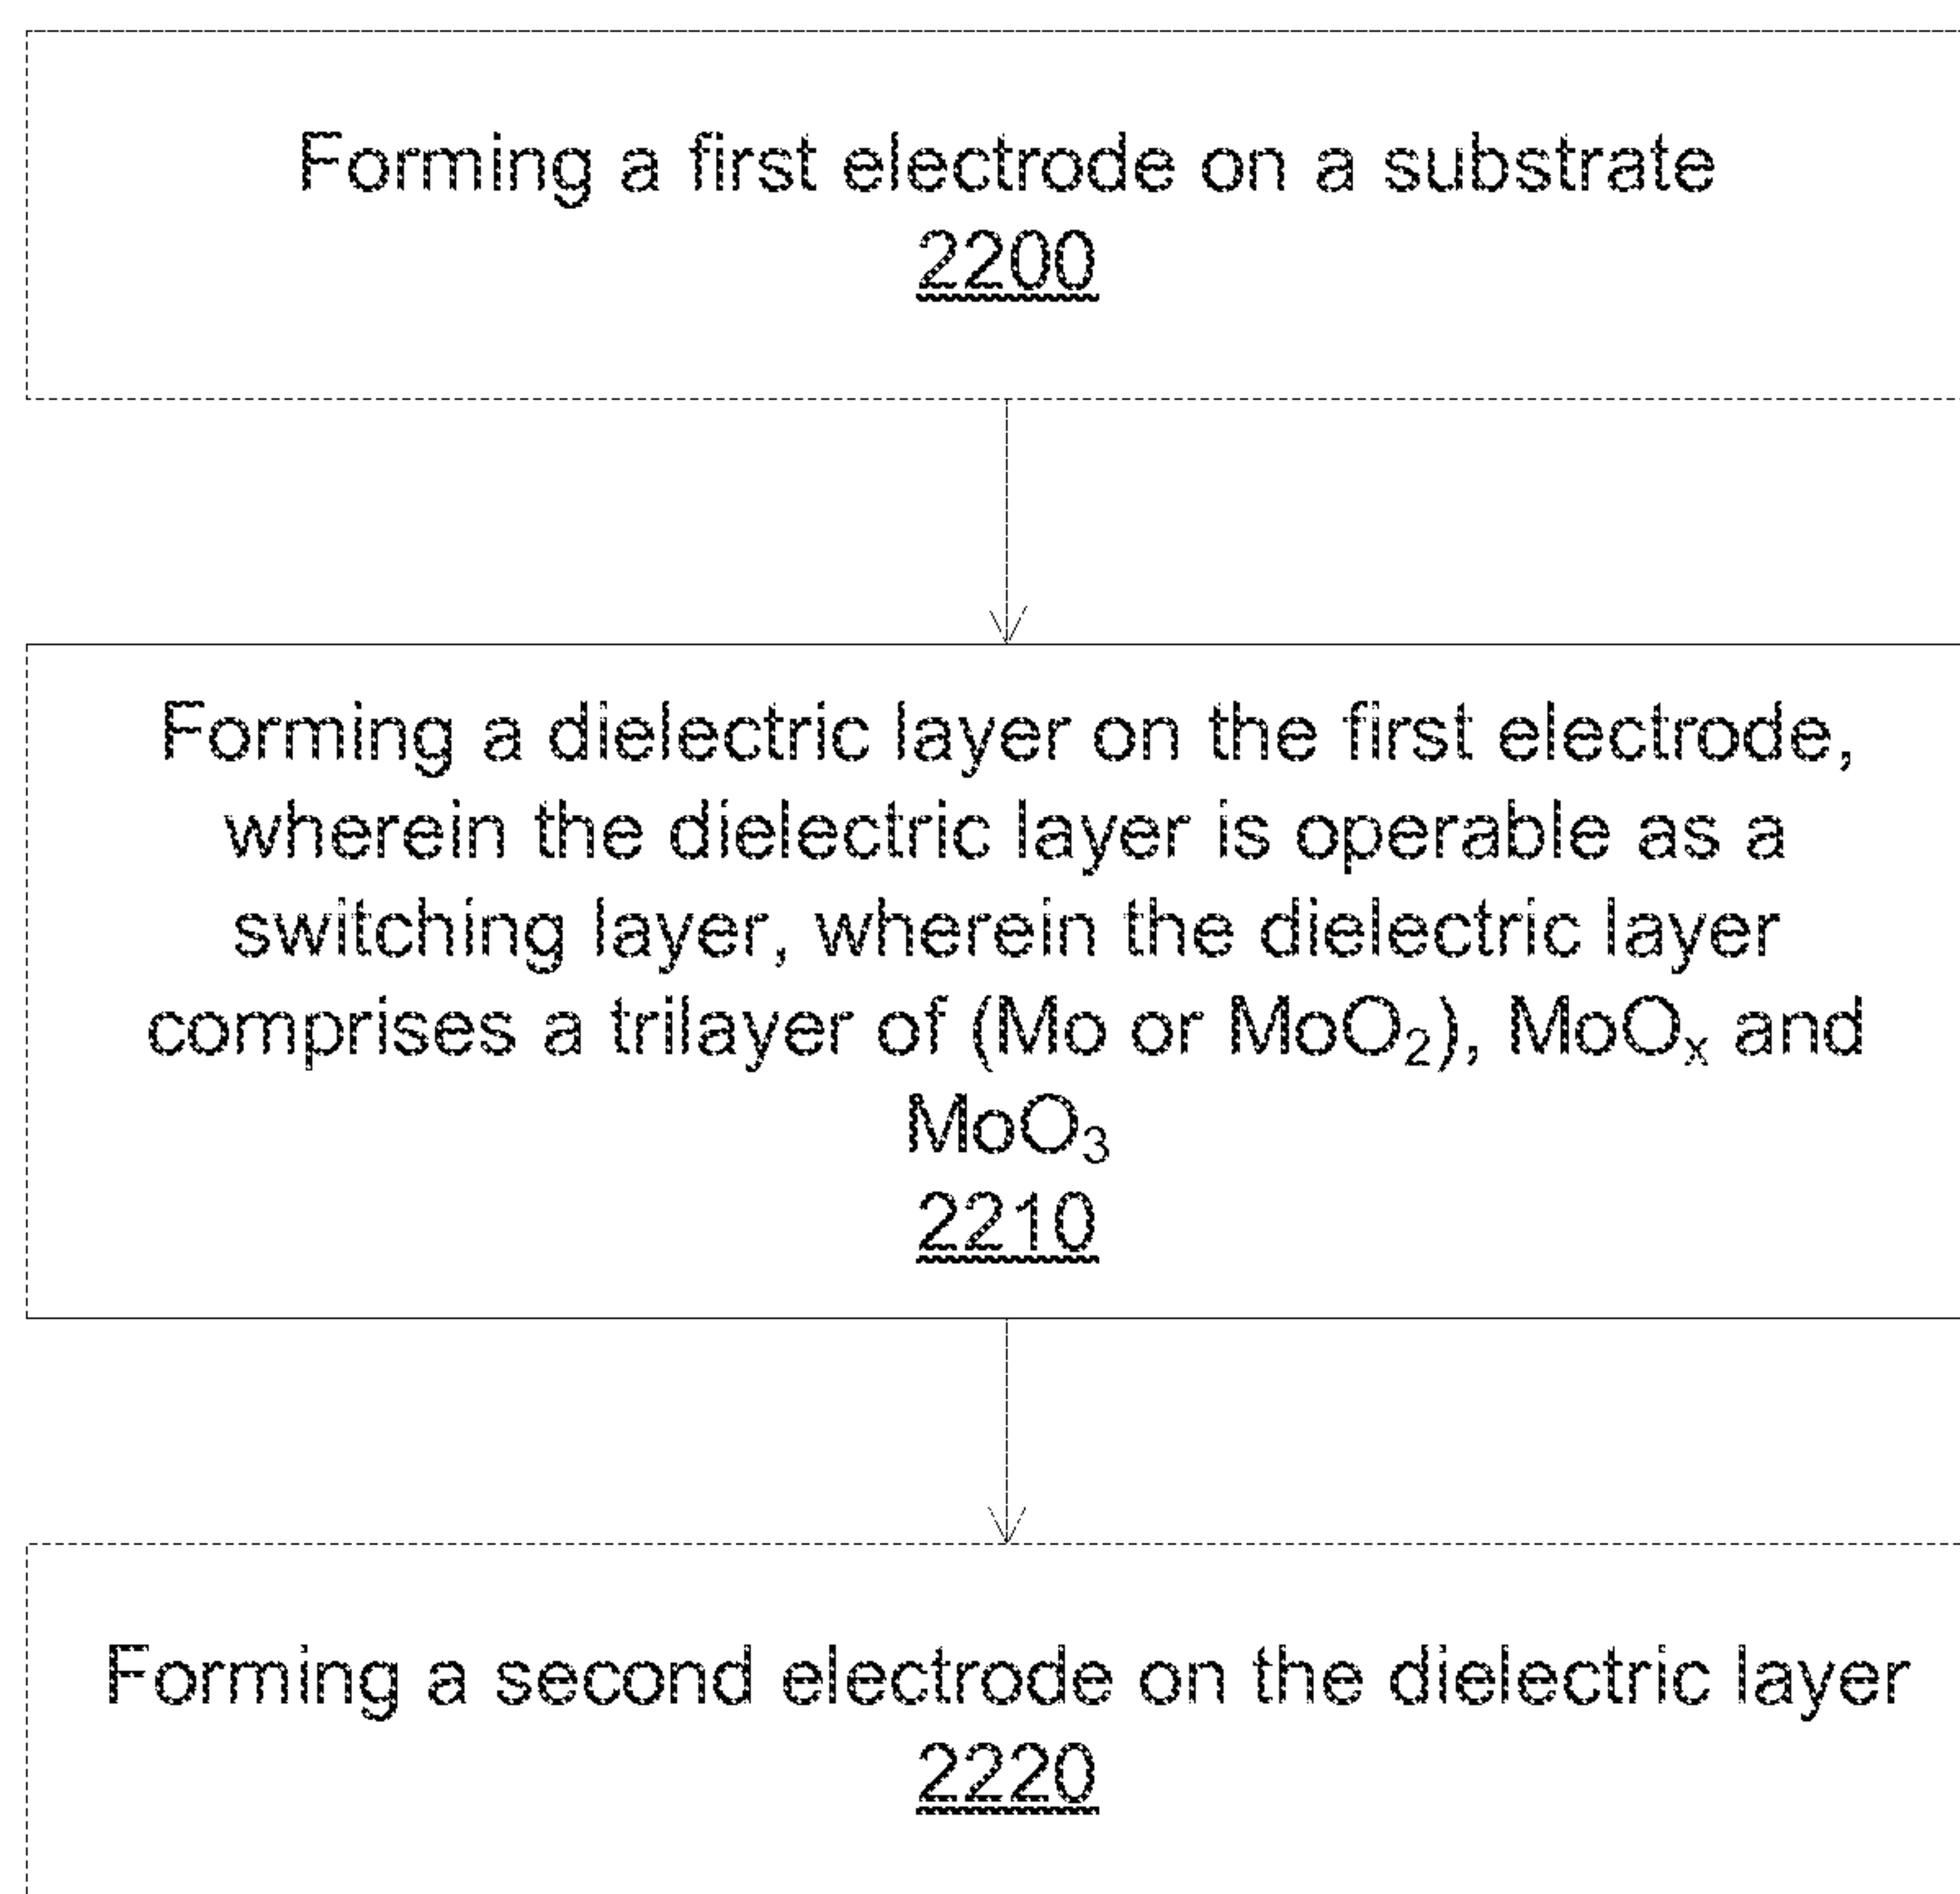 Forming a first electrode on a substrate
2200
Forming a dielectric layer on the first electrode,
wherein the dielectric layer is operable as a
switching layer, wherein the dielectric layer
comprises a trilayer of (Mo or MoO₂), MoOₓ and
MoO₃
2210
Forming a second electrode on the dielectric layer
2220